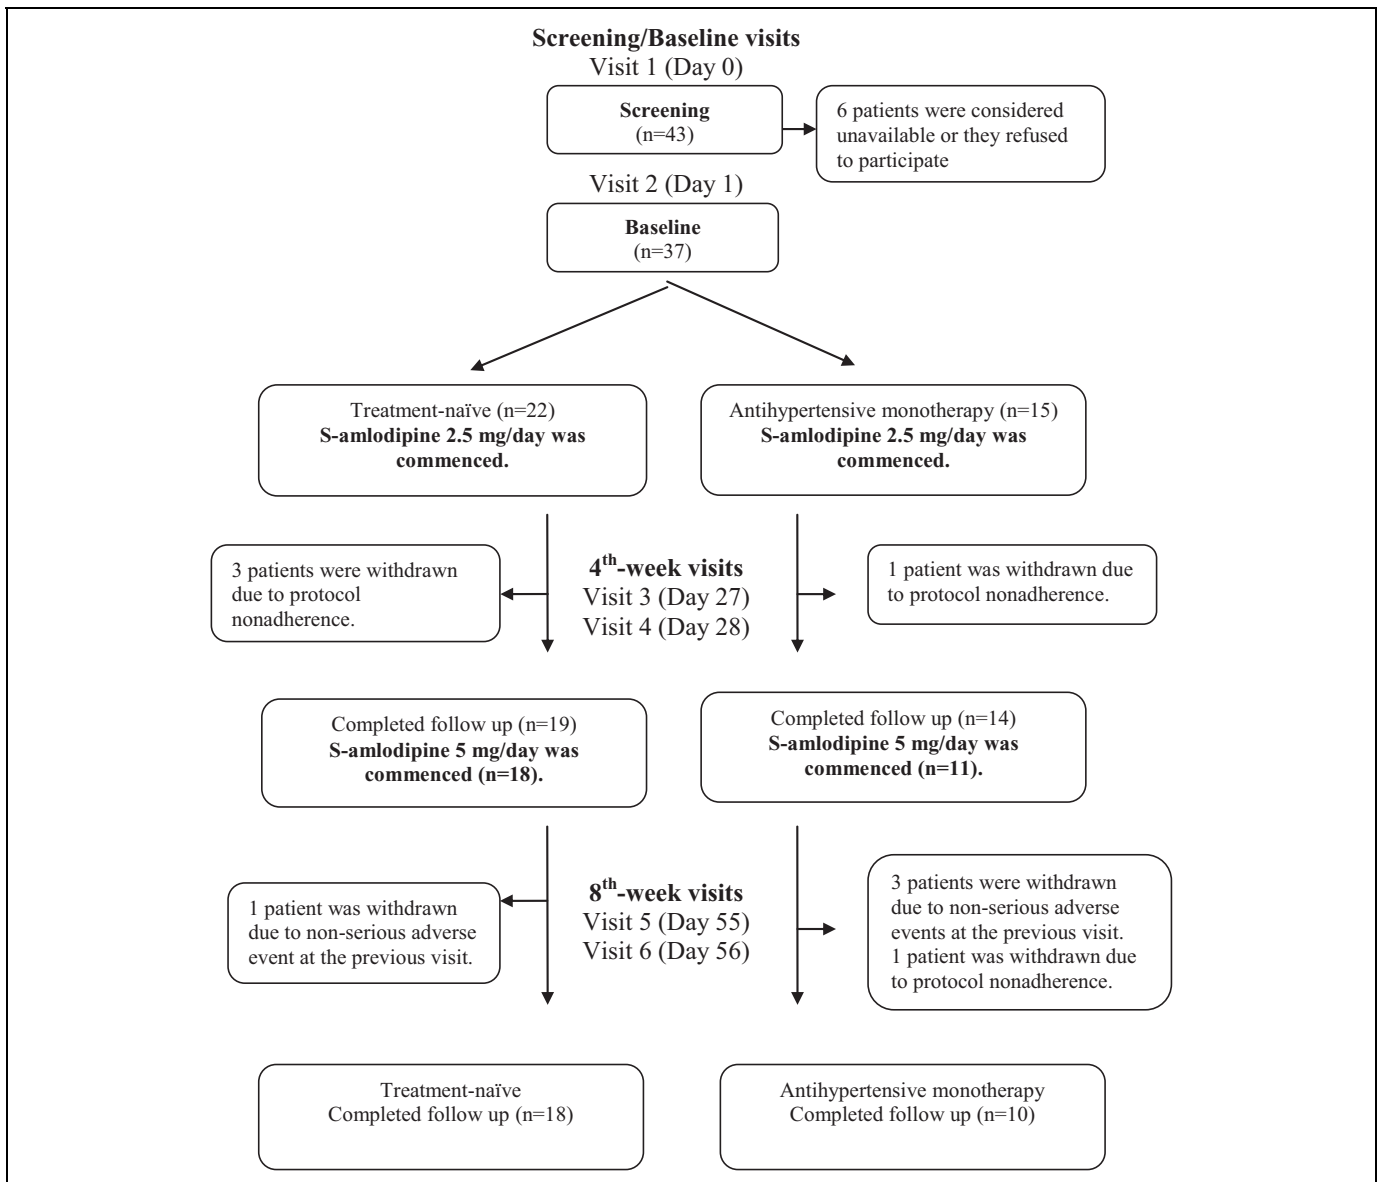 Screening/Baseline visits
Visit 1 (Day 0)
Screening
(n=43)
6 patients were considered
unavailable or they refused
to participate
Visit 2 (Day 1)
Baseline
(n=37)
Treatment-naïve (n=22)
S-amlodipine 2.5 mg/day was
commenced.
Antihypertensive monotherapy (n=15)
S-amlodipine 2.5 mg/day was
commenced.
3 patients were withdrawn
due to protocol
nonadherence.
4th-week visits
Visit 3 (Day 27)
Visit 4 (Day 28)
1 patient was withdrawn due
to protocol nonadherence.
Completed follow up (n=19)
S-amlodipine 5 mg/day was
commenced (n=18).
Completed follow up (n=14)
S-amlodipine 5 mg/day was
commenced (n=11).
1 patient was withdrawn
due to non-serious adverse
event at the previous visit.
8th-week visits
Visit 5 (Day 55)
Visit 6 (Day 56)
3 patients were withdrawn
due to non-serious adverse
events at the previous visit.
1 patient was withdrawn due
to protocol nonadherence.
Treatment-naïve
Completed follow up (n=18)
Antihypertensive monotherapy
Completed follow up (n=10)